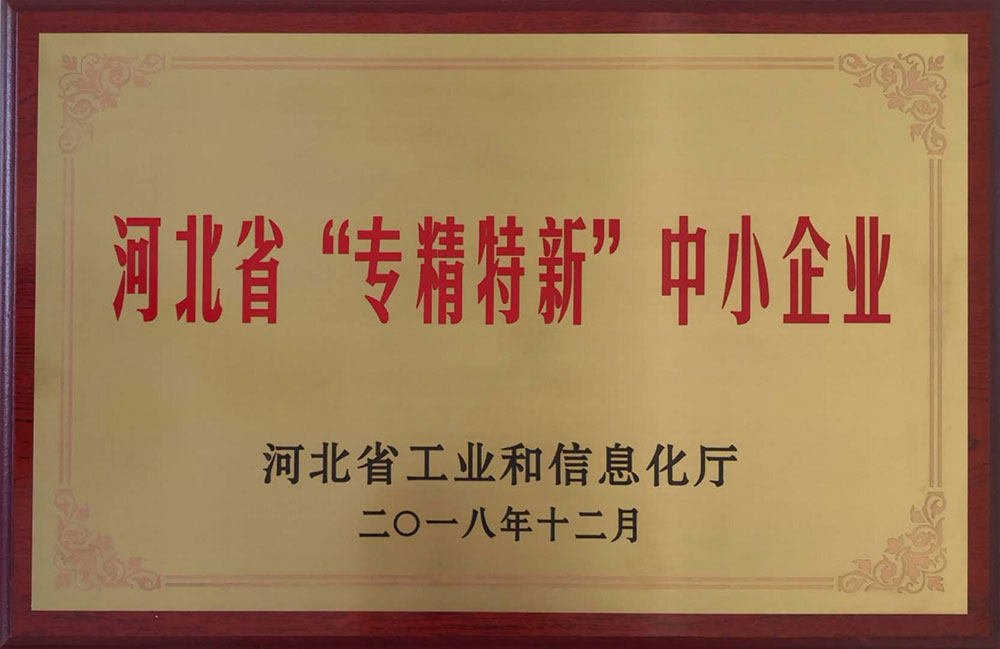 河北省“专精特新”中小企业
河北省工业和信息化厅
二〇一八年十二月